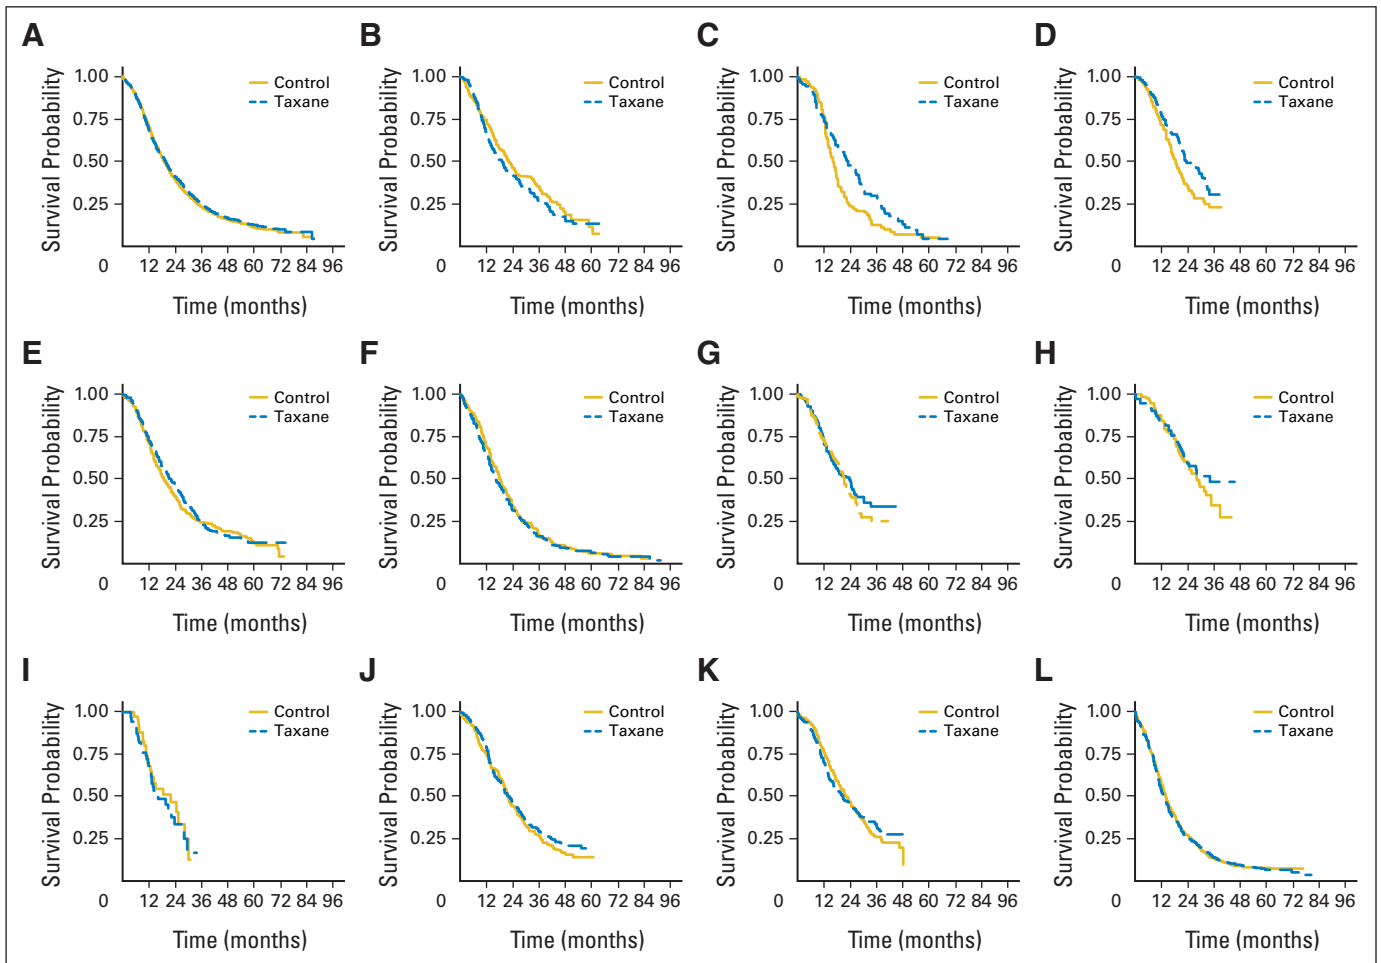 A
Survival Probability
1.00
0.75
0.50
0.25
Control
Taxane
0 12 24 36 48 60 72 84 96
Time (months)
B
Survival Probability
1.00
0.75
0.50
0.25
Control
Taxane
0 12 24 36 48 60 72 84 96
Time (months)
C
Survival Probability
1.00
0.75
0.50
0.25
Control
Taxane
0 12 24 36 48 60 72 84 96
Time (months)
D
Survival Probability
1.00
0.75
0.50
0.25
Control
Taxane
0 12 24 36 48 60 72 84 96
Time (months)
E
Survival Probability
1.00
0.75
0.50
0.25
Control
Taxane
0 12 24 36 48 60 72 84 96
Time (months)
F
Survival Probability
1.00
0.75
0.50
0.25
Control
Taxane
0 12 24 36 48 60 72 84 96
Time (months)
G
Survival Probability
1.00
0.75
0.50
0.25
Control
Taxane
0 12 24 36 48 60 72 84 96
Time (months)
H
Survival Probability
1.00
0.75
0.50
0.25
Control
Taxane
0 12 24 36 48 60 72 84 96
Time (months)
I
Survival Probability
1.00
0.75
0.50
0.25
Control
Taxane
0 12 24 36 48 60 72 84 96
Time (months)
J
Survival Probability
1.00
0.75
0.50
0.25
Control
Taxane
0 12 24 36 48 60 72 84 96
Time (months)
K
Survival Probability
1.00
0.75
0.50
0.25
Control
Taxane
0 12 24 36 48 60 72 84 96
Time (months)
L
Survival Probability
1.00
0.75
0.50
0.25
Control
Taxane
0 12 24 36 48 60 72 84 96
Time (months)